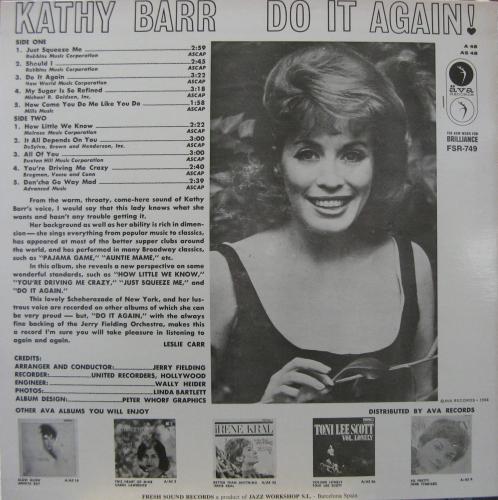 KATHY BARR DO IT AGAIN!
SIDE ONE
1. Just Squeeze Me 2:59
Robbins Music Corporation ASCAP
2. Should I 2:45
Robbins Music Corporation ASCAP
3. Do It Again 3:22
New World Music Corporation ASCAP
4. My Sugar Is So Refined 3:18
Michael H. Goldsen, Inc. ASCAP
5. How Come You Do Me Like You Do 1:58
Mills Music ASCAP
SIDE TWO
1. How Little We Know 2:22
Melrose Music Corporation ASCAP
2. It All Depends On You 3:00
DeSylva, Brown and Henderson, Inc. ASCAP
3. All Of You 3:00
Buxton Hill Music Corporation ASCAP
4. You're Driving Me Crazy 2:40
Bregman, Vocco and Conn ASCAP
5. Don'cha Go Way Mad 2:39
Advanced Music ASCAP
From the warm, throaty, come-here sound of Kathy
Barr's voice, I would say that this lady knows what she
wants and hasn't any trouble getting it.
Her background as well as her ability is rich in dimen-
sion—she sings everything from popular music to classics,
has appeared at most of the better supper clubs around
the world, and has performed in many Broadway classics,
such as "PAJAMA GAME," "AUNTIE MAME," etc.
In this album, she reveals a new perspective on some
wonderful standards, such as "HOW LITTLE WE KNOW,"
"YOU'RE DRIVING ME CRAZY," "JUST SQUEEZE ME," and
"DO IT AGAIN."
This lovely Scheherazade of New York, and her lus-
trous voice are recorded on other albums of which she can
be very proud — but, "DO IT AGAIN," with the always
fine backing of the Jerry Fielding Orchestra, makes this
a record I'm sure you will take pleasure in listening to
again and again.
LESLIE CARR
CREDITS:
ARRANGER AND CONDUCTOR: JERRY FIELDING
RECORDER: UNITED RECORDERS, HOLLYWOOD
ENGINEER: WALLY HEIDER
PHOTOS: LINDA BARTLETT
ALBUM DESIGN: PETER WHORF GRAPHICS
A 48
AS 48
āva
RECORDS
THE NEW WORD FOR
BRILLIANCE
FSR-749
©AVA RECORDS
OTHER AVA ALBUMS YOU WILL ENJOY
DISTRIBUTED BY AVA RECORDS
IRENE KRAL
TONI LEE SCOTT
VOL. LONELY
CAROL LAWRENCE
IRENE KRAL
TONI LEE SCOTT
FRESH SOUND RECORDS a product of JAZZ WORKSHOP S.L. - Barcelona Spain